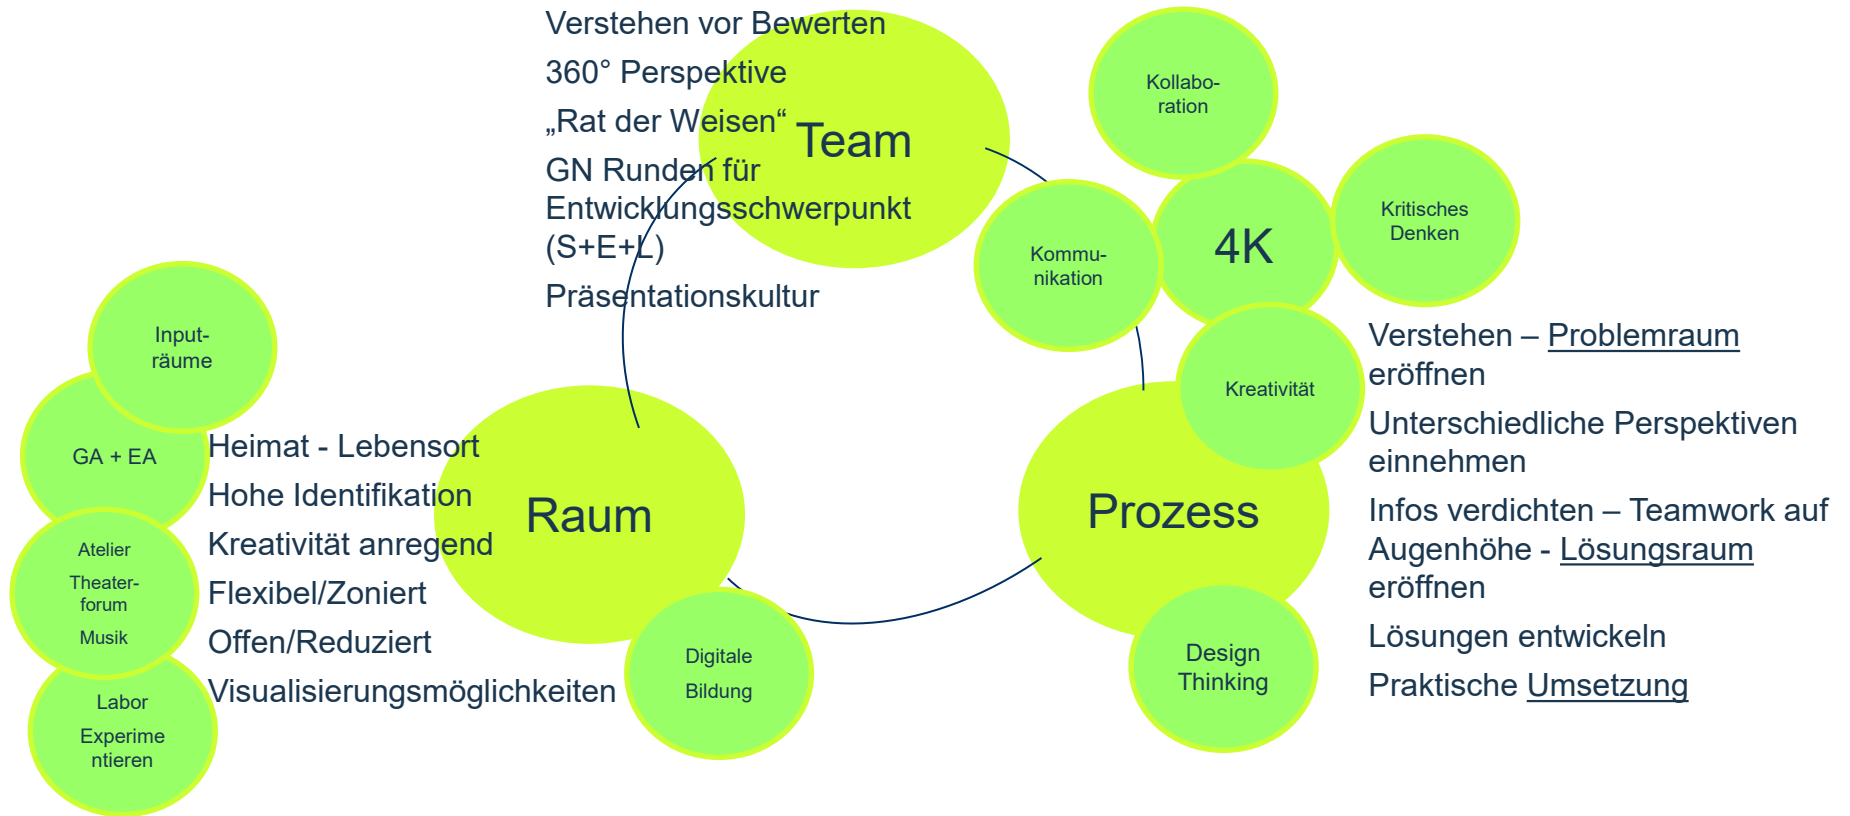 Verstehen vor Bewerten
360° Perspektive
„Rat der Weisen“
GN Runden für
Entwicklungsschwerpunkt
(S+E+L)
Präsentationskultur
Team
Kollabo-
ration
Kommu-
nikation
4K
Kritisches
Denken
Kreativität
Input-
räume
GA + EA
Atelier
Theater-
forum
Musik
Labor
Experime
ntieren
Heimat - Lebensort
Hohe Identifikation
Kreativität anregend
Flexibel/Zoniert
Offen/Reduziert
Visualisierungsmöglichkeiten
Raum
Digitale
Bildung
Prozess
Design
Thinking
Verstehen – Problemraum
eröffnen
Unterschiedliche Perspektiven
einnehmen
Infos verdichten – Teamwork auf
Augenhöhe - Lösungsraum
eröffnen
Lösungen entwickeln
Praktische Umsetzung